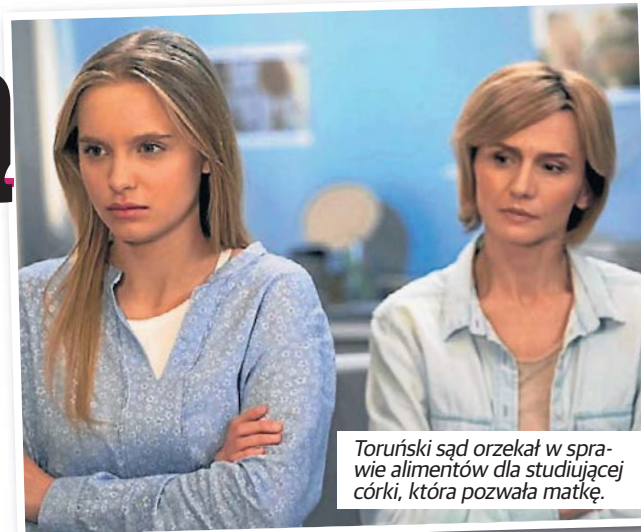 Toruński sąd orzekał w spra-
wie alimentów dla studiującej
córki, która pozwała matkę.